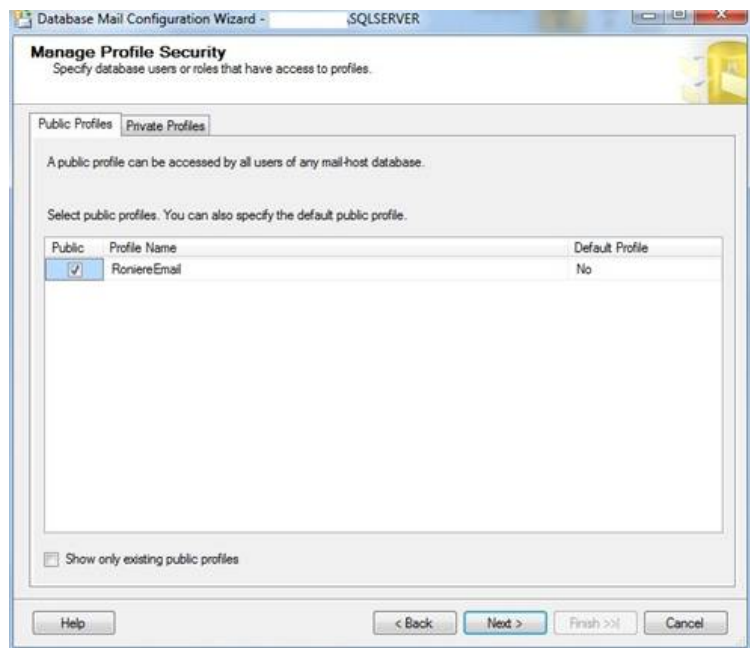 Database Mail Configuration Wizard - \SQLSERVER
Manage Profile Security
Specify database users or roles that have access to profiles.
Public Profiles Private Profiles
A public profile can be accessed by all users of any mail-host database.
Select public profiles. You can also specify the default public profile.
Public Profile Name Default Profile
RoniereEmail No
Show only existing public profiles
Help < Back Next > Finish >>| Cancel